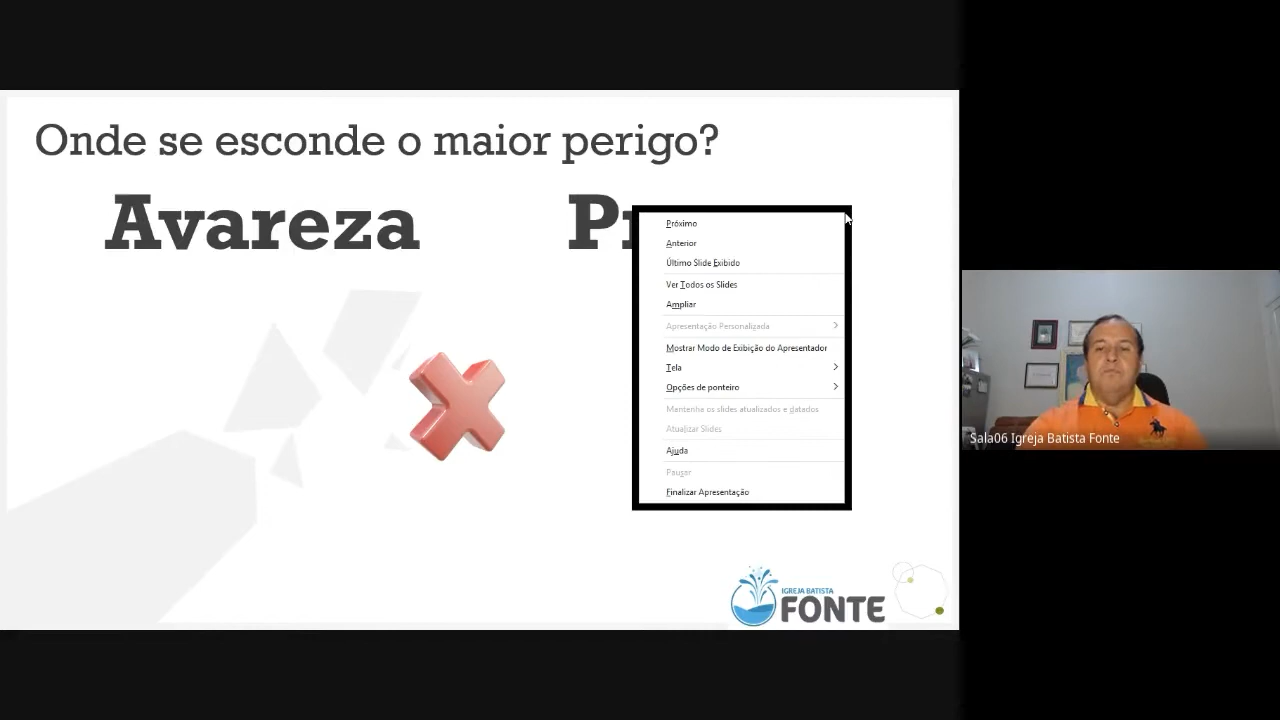 Onde se esconde o maior perigo?
Avareza
Próximo
Anterior
Último Slide Exibido
Ver Todos os Slides
Ampliar
Apresentação Personalizada
Mostrar Modo de Exibição do Apresentador
Tela
Opções de ponteiro
Mantenha os slides atualizados e datados
Atualizar Slides
Ajuda
Pausar
Finalizar Apresentação
Sala06 Igreja Batista Fonte
IGREJA BATISTA
FONTE